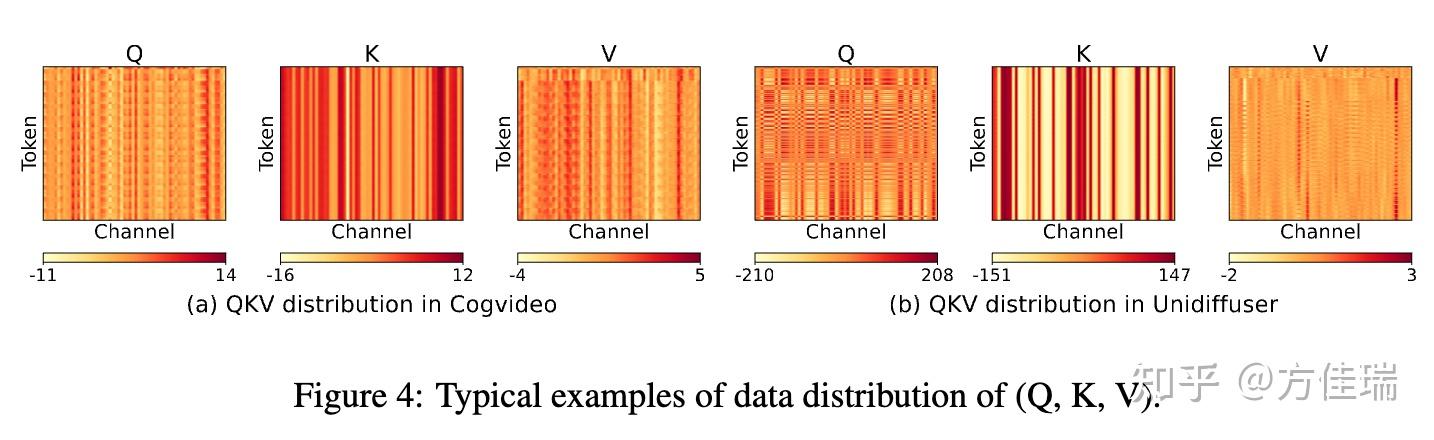 Q K V Q K V
Token Token Token Token Token Token
Channel Channel Channel Channel Channel Channel
-11 14 -16 12 -4 5 -210 208 -151 147 -2 3
(a) QKV distribution in Cogvideo (b) QKV distribution in Unidiffuser
Figure 4: Typical examples of data distribution of (Q, K, V).
知乎 @方佳瑞